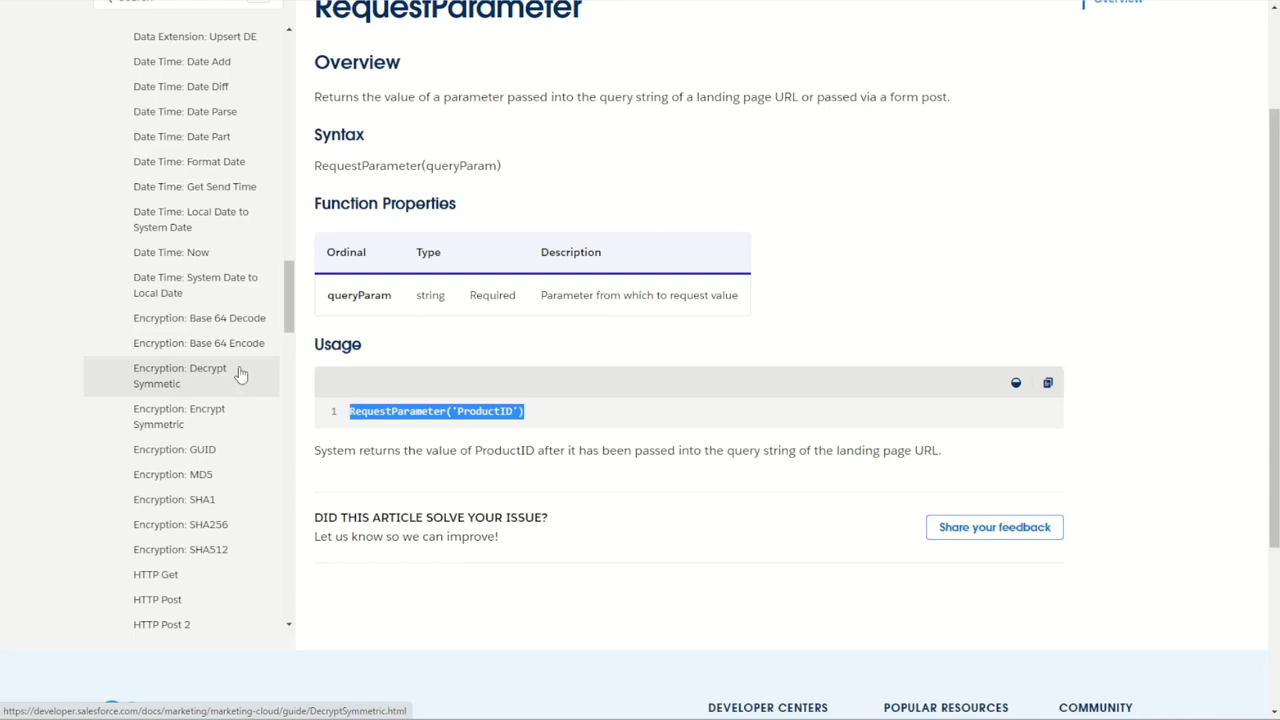 Data Extension: Upsert DE
Date Time: Date Add
Date Time: Date Diff
Date Time: Date Parse
Date Time: Date Part
Date Time: Format Date
Date Time: Get Send Time
Date Time: Local Date to
System Date
Date Time: Now
Date Time: System Date to
Local Date
Encryption: Base 64 Decode
Encryption: Base 64 Encode
Encryption: Decrypt
Symmetic
Encryption: Encrypt
Symmetric
Encryption: GUID
Encryption: MD5
Encryption: SHA1
Encryption: SHA256
Encryption: SHA512
HTTP Get
HTTP Post
HTTP Post 2
RequestParameter
Overview
Returns the value of a parameter passed into the query string of a landing page URL or passed via a form post.
Syntax
RequestParameter(queryParam)
Function Properties
Ordinal Type Description
queryParam string Required Parameter from which to request value
Usage
1 RequestParameter('ProductID')
System returns the value of ProductID after it has been passed into the query string of the landing page URL.
DID THIS ARTICLE SOLVE YOUR ISSUE?
Let us know so we can improve!
Share your feedback
Overview
DEVELOPER CENTERS POPULAR RESOURCES COMMUNITY
https://developer.salesforce.com/docs/marketing/marketing-cloud/guide/DecryptSymmetric.html